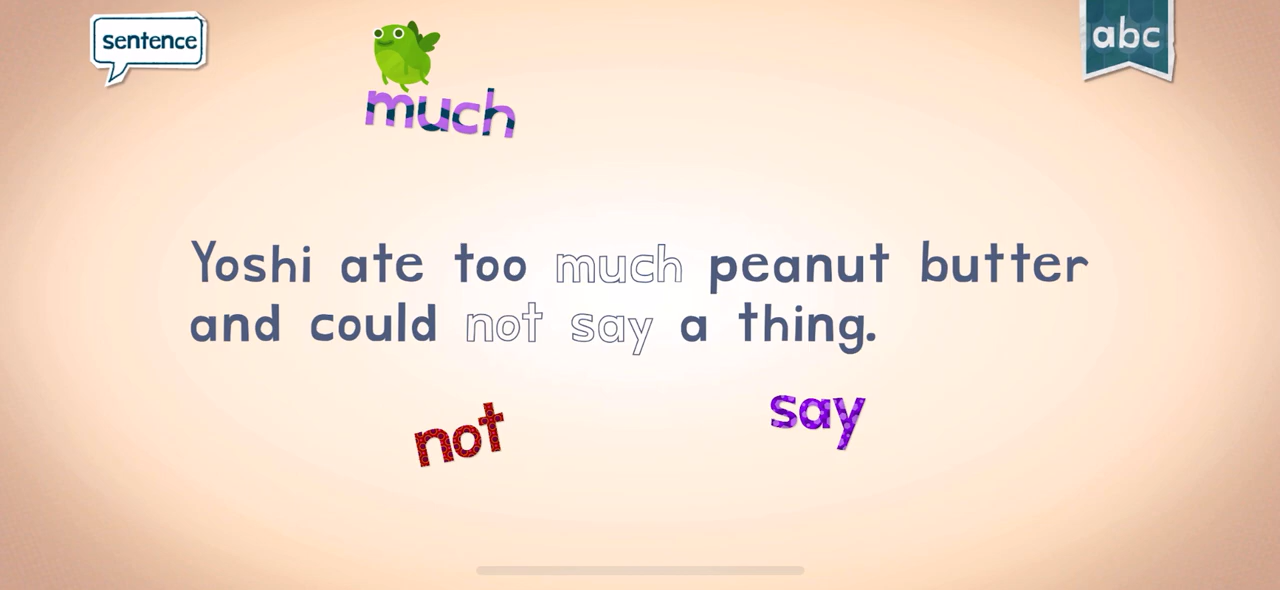 sentence
abc
much
Yoshi ate too much peanut butter
and could not say a thing.
not
say